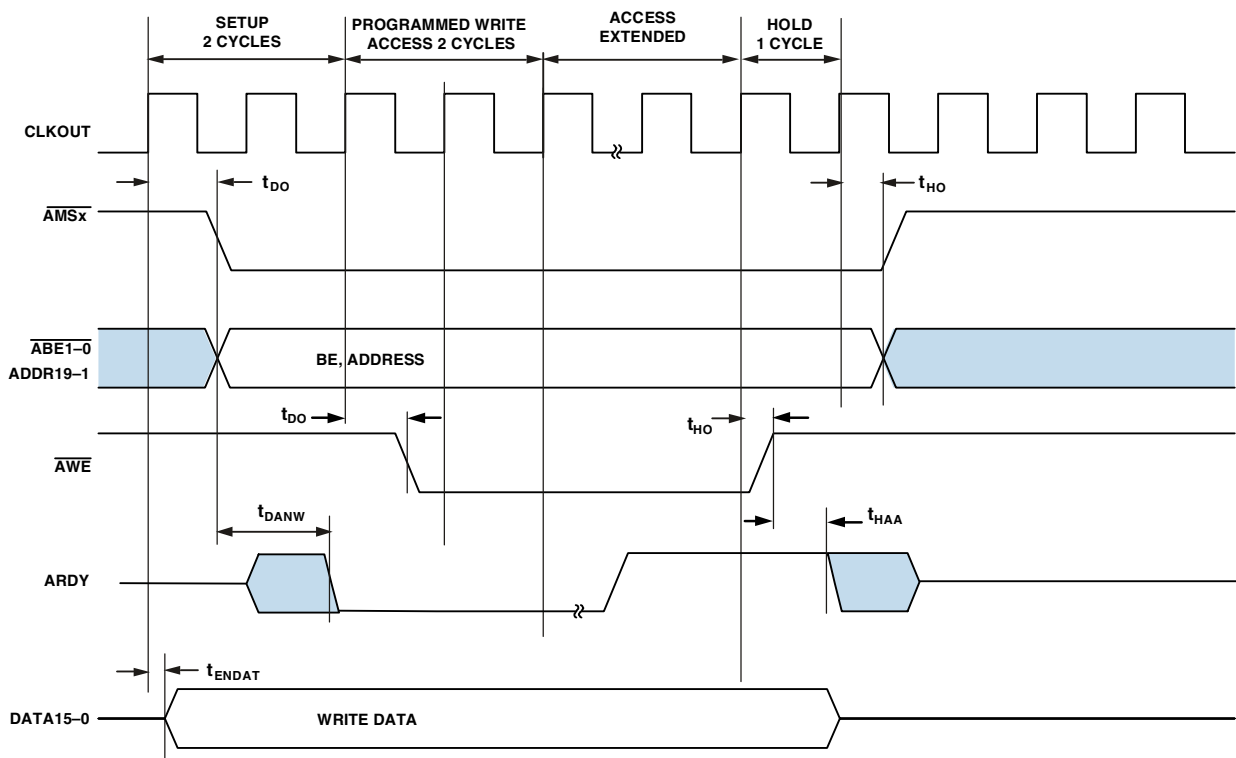 SETUP
2 CYCLES
PROGRAMMED WRITE
ACCESS 2 CYCLES
ACCESS
EXTENDED
HOLD
1 CYCLE
CLKOUT
tDO
tHO
AMSx
ABE1–0
ADDR19–1
BE, ADDRESS
tDO
tHO
AWE
tDANW
tHAA
ARDY
tENDAT
DATA15–0
WRITE DATA